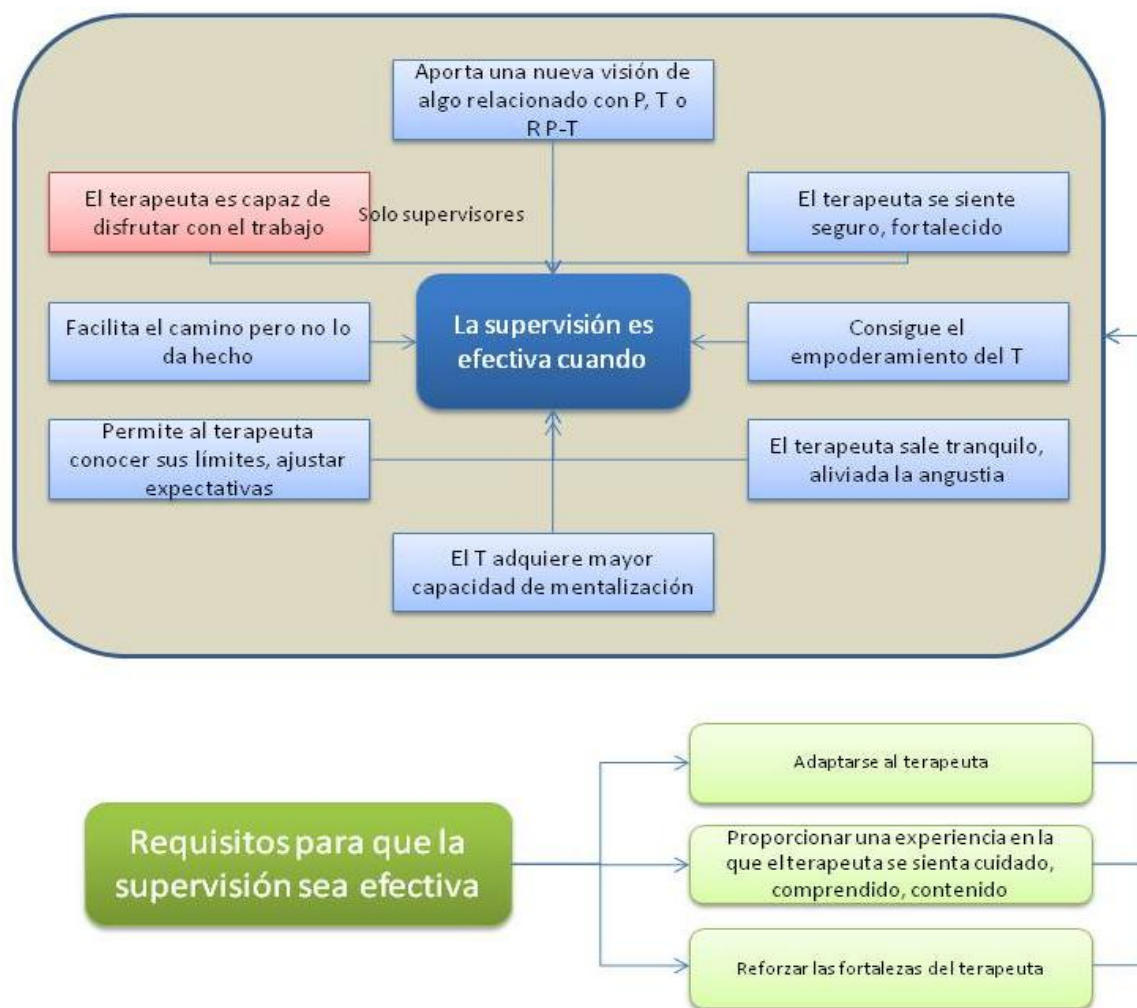 Aporta una nueva visión de
algo relacionado con P, T o
R P-T
El terapeuta es capaz de
disfrutar con el trabajo
Solo supervisores
El terapeuta se siente
seguro, fortalecido
Facilita el camino pero no lo
da hecho
La supervisión es
efectiva cuando
Consigue el
empoderamiento del T
Permite al terapeuta
conocer sus límites, ajustar
expectativas
El terapeuta sale tranquilo,
aliviada la angustia
El T adquiere mayor
capacidad de mentalización
Requisitos para que la
supervisión sea efectiva
Adaptarse al terapeuta
Proporcionar una experiencia en la
que el terapeuta se sienta cuidado,
comprendido, contenido
Reforzar las fortalezas del terapeuta